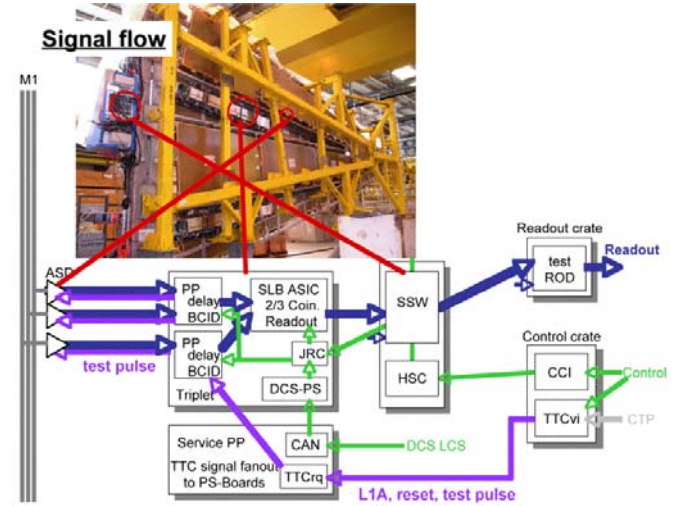 Signal flow
M1
ASD
PP
delay
BCID
SLB ASIC
2/3 Coin.
Readout
PP
delay
BCID
JRC
DCS-PS
Triplet
test pulse
SSW
HSC
Readout crate
test
ROD
Readout
Control crate
CCI
TTCvi
Control
CTP
Service PP
CAN
TTC signal fanout
to PS-Boards
TTCrq
DCS LCS
L1A, reset, test pulse